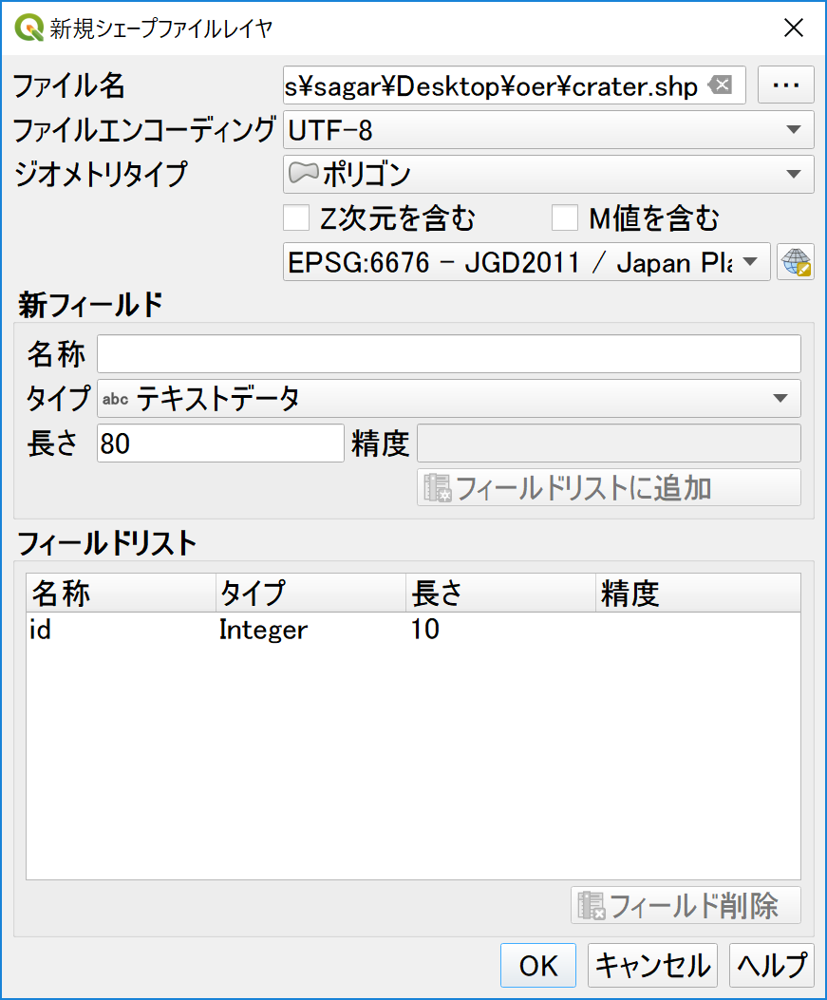 新規シェープファイルレイヤ
ファイル名 s¥sagar¥Desktop¥oer¥crater.shp ...
ファイルエンコーディング UTF-8
ジオメトリタイプ ポリゴン
Z次元を含む M値を含む
EPSG:6676 - JGD2011 / Japan Pla
新フィールド
名称
タイプ abc テキストデータ
長さ 80 精度
フィールドリストに追加
フィールドリスト
名称 タイプ 長さ 精度
id Integer 10
フィールド削除
OK キャンセル ヘルプ